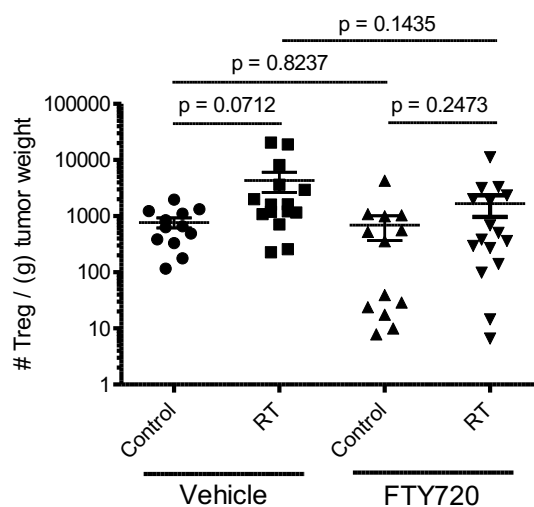 p = 0.1435
p = 0.8237
p = 0.0712
p = 0.2473
# Treg / (g) tumor weight
100000
10000
1000
100
10
1
Control
RT
Control
RT
Vehicle
FTY720